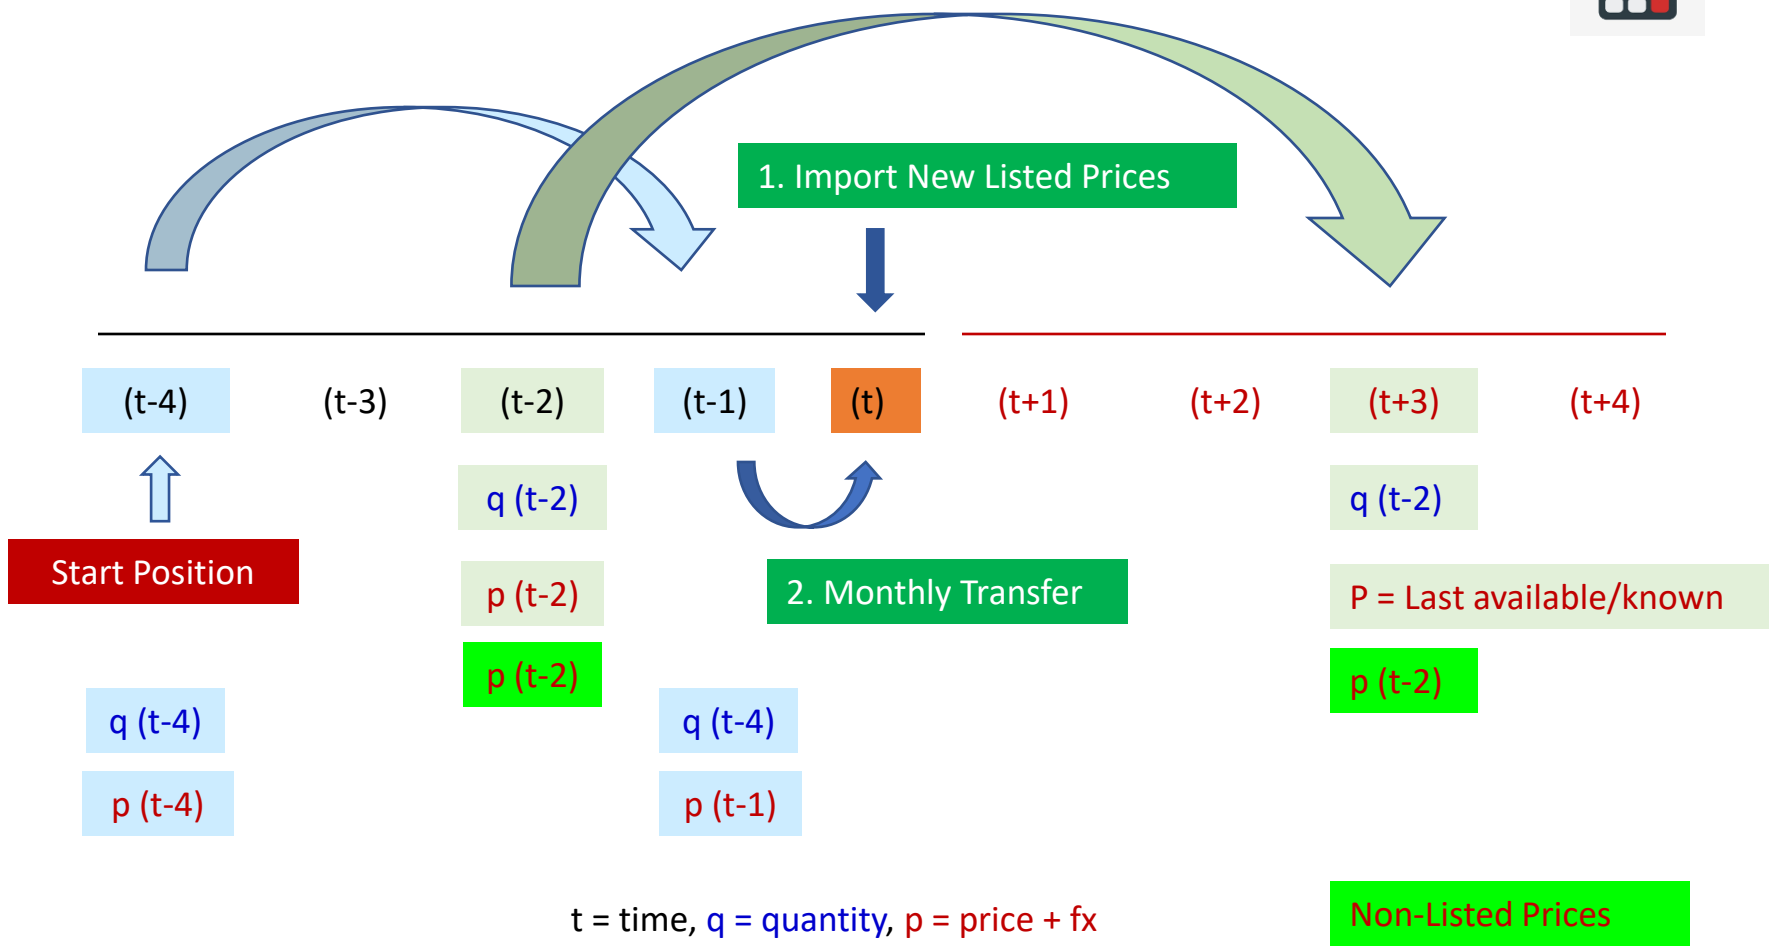 1. Import New Listed Prices
(t-4) (t-3) (t-2) (t-1) (t) (t+1) (t+2) (t+3) (t+4)
q (t-2) q (t-2)
Start Position p (t-2) 2. Monthly Transfer P = Last available/known
p (t-2) p (t-2)
q (t-4) q (t-4)
p (t-4) p (t-1)
t = time, q = quantity, p = price + fx Non-Listed Prices